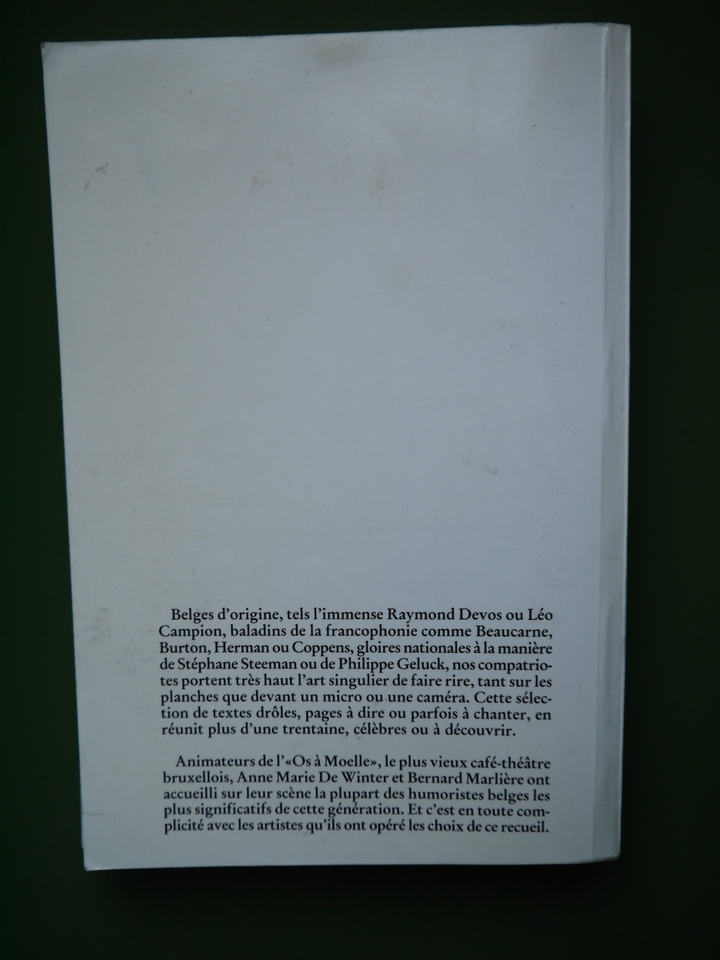 Belges d'origine, tels l'immense Raymond Devos ou Léo
Campion, baladins de la francophonie comme Beaucarne,
Burton, Herman ou Coppens, gloires nationales à la manière
de Stéphane Steeman ou de Philippe Geluck, nos compatrio-
tes portent très haut l'art singulier de faire rire, tant sur les
planches que devant un micro ou une caméra. Cette sélec-
tion de textes drôles, pages à dire ou parfois à chanter, en
réunit plus d'une trentaine, célèbres ou à découvrir.
Animateurs de l'«Os à Moelle», le plus vieux café-théâtre
bruxellois, Anne Marie De Winter et Bernard Marlière ont
accueilli sur leur scène la plupart des humoristes belges les
plus significatifs de cette génération. Et c'est en toute com-
plicité avec les artistes qu'ils ont opéré les choix de ce recueil.